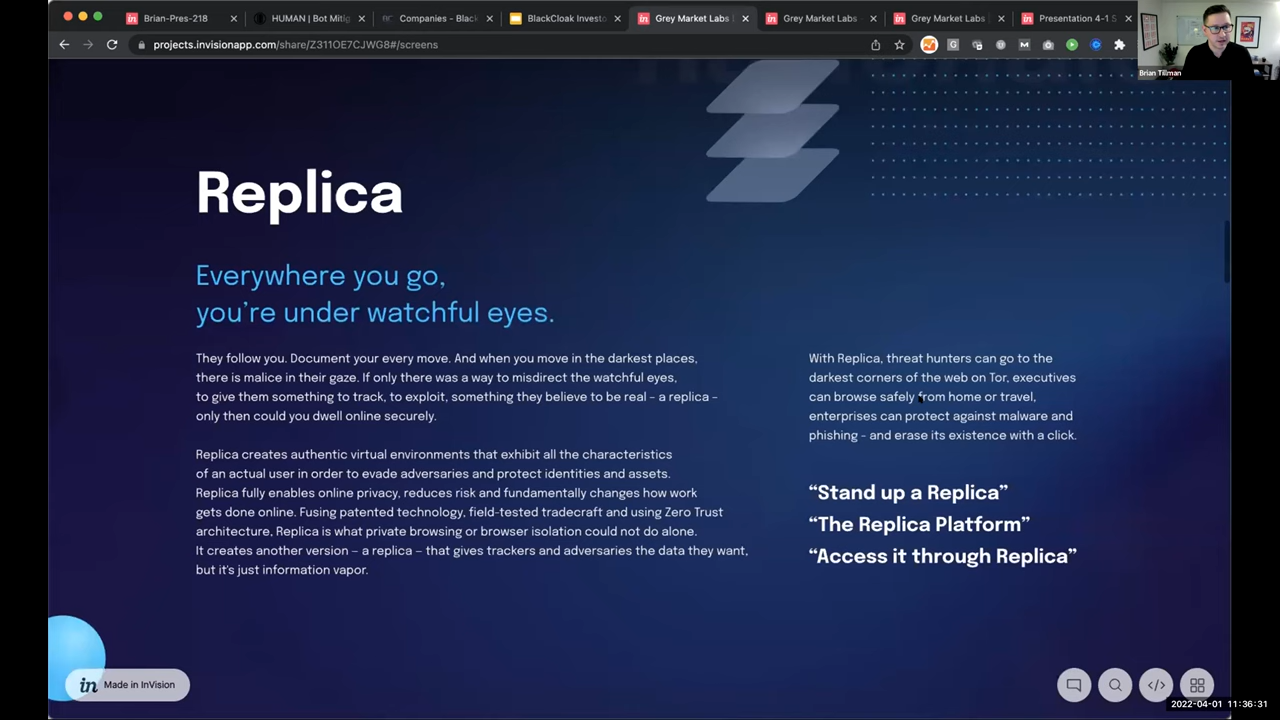 Brian-Pres-218
HUMAN | Bot Mitig
Companies – Black
BlackCloak Investo
Grey Market Labs
Grey Market Labs
Grey Market Labs
Presentation 4-1 S
projects.invisionapp.com/share/Z311OE7CJWG8#/screens
Brian Tillman
Replica
Everywhere you go,
you’re under watchful eyes.
They follow you. Document your every move. And when you move in the darkest places,
there is malice in their gaze. If only there was a way to misdirect the watchful eyes,
to give them something to track, to exploit, something they believe to be real – a replica –
only then could you dwell online securely.
Replica creates authentic virtual environments that exhibit all the characteristics
of an actual user in order to evade adversaries and protect identities and assets.
Replica fully enables online privacy, reduces risk and fundamentally changes how work
gets done online. Fusing patented technology, field-tested tradecraft and using Zero Trust
architecture, Replica is what private browsing or browser isolation could not do alone.
It creates another version – a replica – that gives trackers and adversaries the data they want,
but it's just information vapor.
With Replica, threat hunters can go to the
darkest corners of the web on Tor, executives
can browse safely from home or travel,
enterprises can protect against malware and
phishing - and erase its existence with a click.
“Stand up a Replica”
“The Replica Platform”
“Access it through Replica”
in Made in InVision
2022-04-01 11:36:31